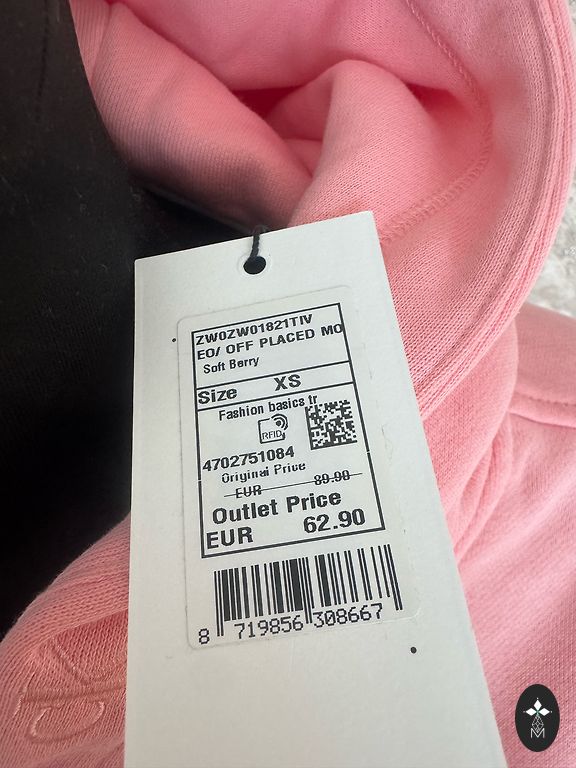 ZW0ZW01821TIV
EO/ OFF PLACED MO
Soft Berry
Size XS
Fashion basics tr
RFID
4702751084
Original Price
EUR 89.90
Outlet Price
EUR 62.90
8 719856 308667
CK
M